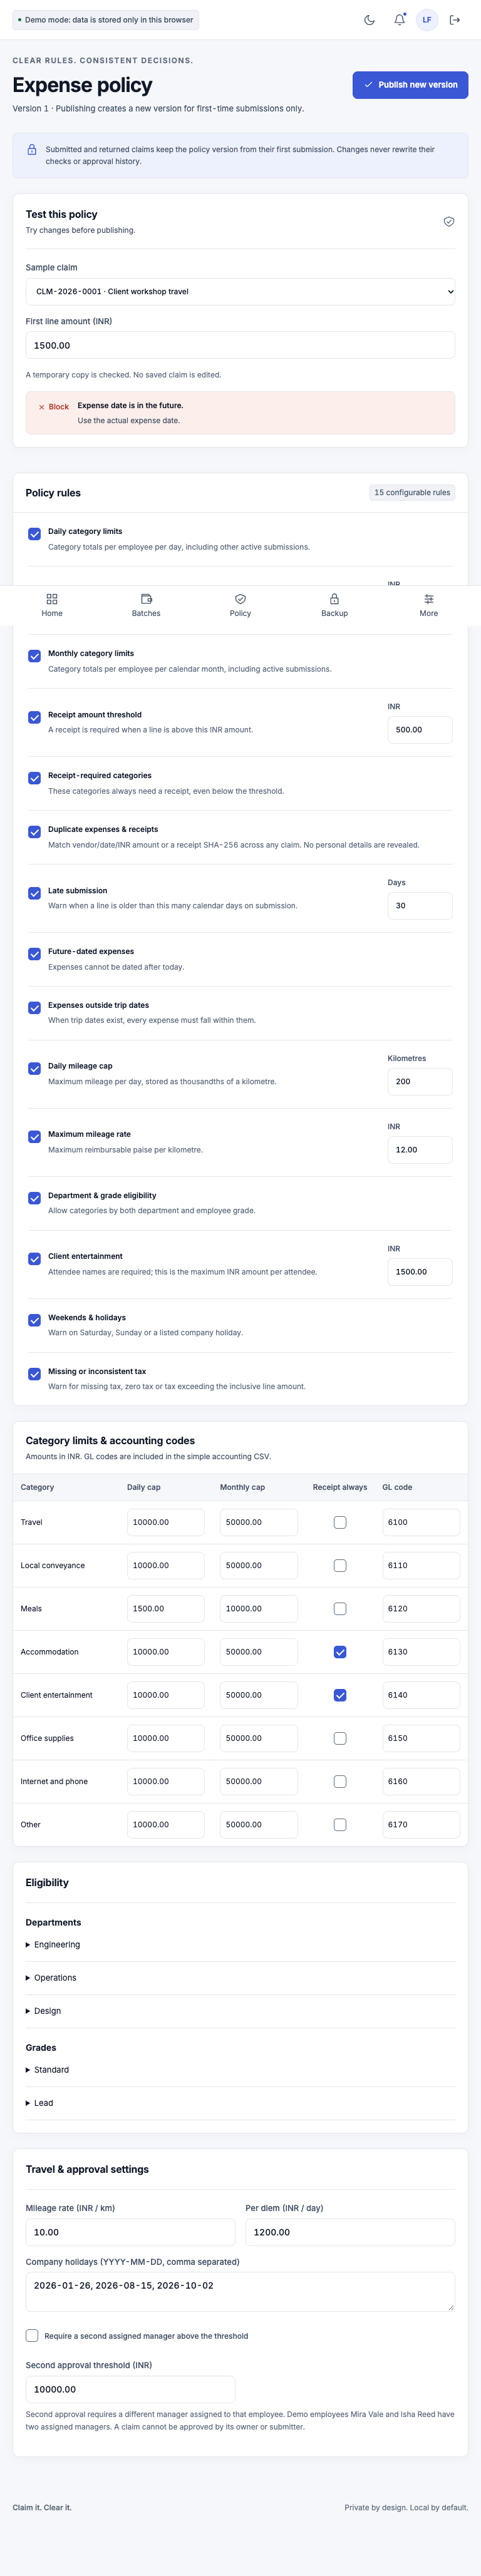 Demo mode: data is stored only in this browser
LF
CLEAR RULES. CONSISTENT DECISIONS.
Expense policy
Publish new version
Version 1 · Publishing creates a new version for first-time submissions only.
Submitted and returned claims keep the policy version from their first submission. Changes never rewrite their
checks or approval history.
Test this policy
Try changes before publishing.
Sample claim
CLM-2026-0001 · Client workshop travel
First line amount (INR)
1500.00
A temporary copy is checked. No saved claim is edited.
Block
Expense date is in the future.
Use the actual expense date.
Policy rules
15 configurable rules
Daily category limits
Category totals per employee per day, including other active submissions.
INR
Home
Batches
Policy
Backup
More
Monthly category limits
Category totals per employee per calendar month, including active submissions.
Receipt amount threshold
A receipt is required when a line is above this INR amount.
INR
500.00
Receipt-required categories
These categories always need a receipt, even below the threshold.
Duplicate expenses & receipts
Match vendor/date/INR amount or a receipt SHA-256 across any claim. No personal details are revealed.
Late submission
Warn when a line is older than this many calendar days on submission.
Days
30
Future-dated expenses
Expenses cannot be dated after today.
Expenses outside trip dates
When trip dates exist, every expense must fall within them.
Daily mileage cap
Maximum mileage per day, stored as thousandths of a kilometre.
Kilometres
200
Maximum mileage rate
Maximum reimbursable paise per kilometre.
INR
12.00
Department & grade eligibility
Allow categories by both department and employee grade.
Client entertainment
Attendee names are required; this is the maximum INR amount per attendee.
INR
1500.00
Weekends & holidays
Warn on Saturday, Sunday or a listed company holiday.
Missing or inconsistent tax
Warn for missing tax, zero tax or tax exceeding the inclusive line amount.
Category limits & accounting codes
Amounts in INR. GL codes are included in the simple accounting CSV.
Category Daily cap Monthly cap Receipt always GL code
Travel 10000.00 50000.00 6100
Local conveyance 10000.00 50000.00 6110
Meals 1500.00 10000.00 6120
Accommodation 10000.00 50000.00 6130
Client entertainment 10000.00 50000.00 6140
Office supplies 10000.00 50000.00 6150
Internet and phone 10000.00 50000.00 6160
Other 10000.00 50000.00 6170
Eligibility
Departments
Engineering
Operations
Design
Grades
Standard
Lead
Travel & approval settings
Mileage rate (INR / km)
10.00
Per diem (INR / day)
1200.00
Company holidays (YYYY-MM-DD, comma separated)
2026-01-26, 2026-08-15, 2026-10-02
Require a second assigned manager above the threshold
Second approval threshold (INR)
10000.00
Second approval requires a different manager assigned to that employee. Demo employees Mira Vale and Isha Reed have
two assigned managers. A claim cannot be approved by its owner or submitter.
Claim it. Clear it.
Private by design. Local by default.